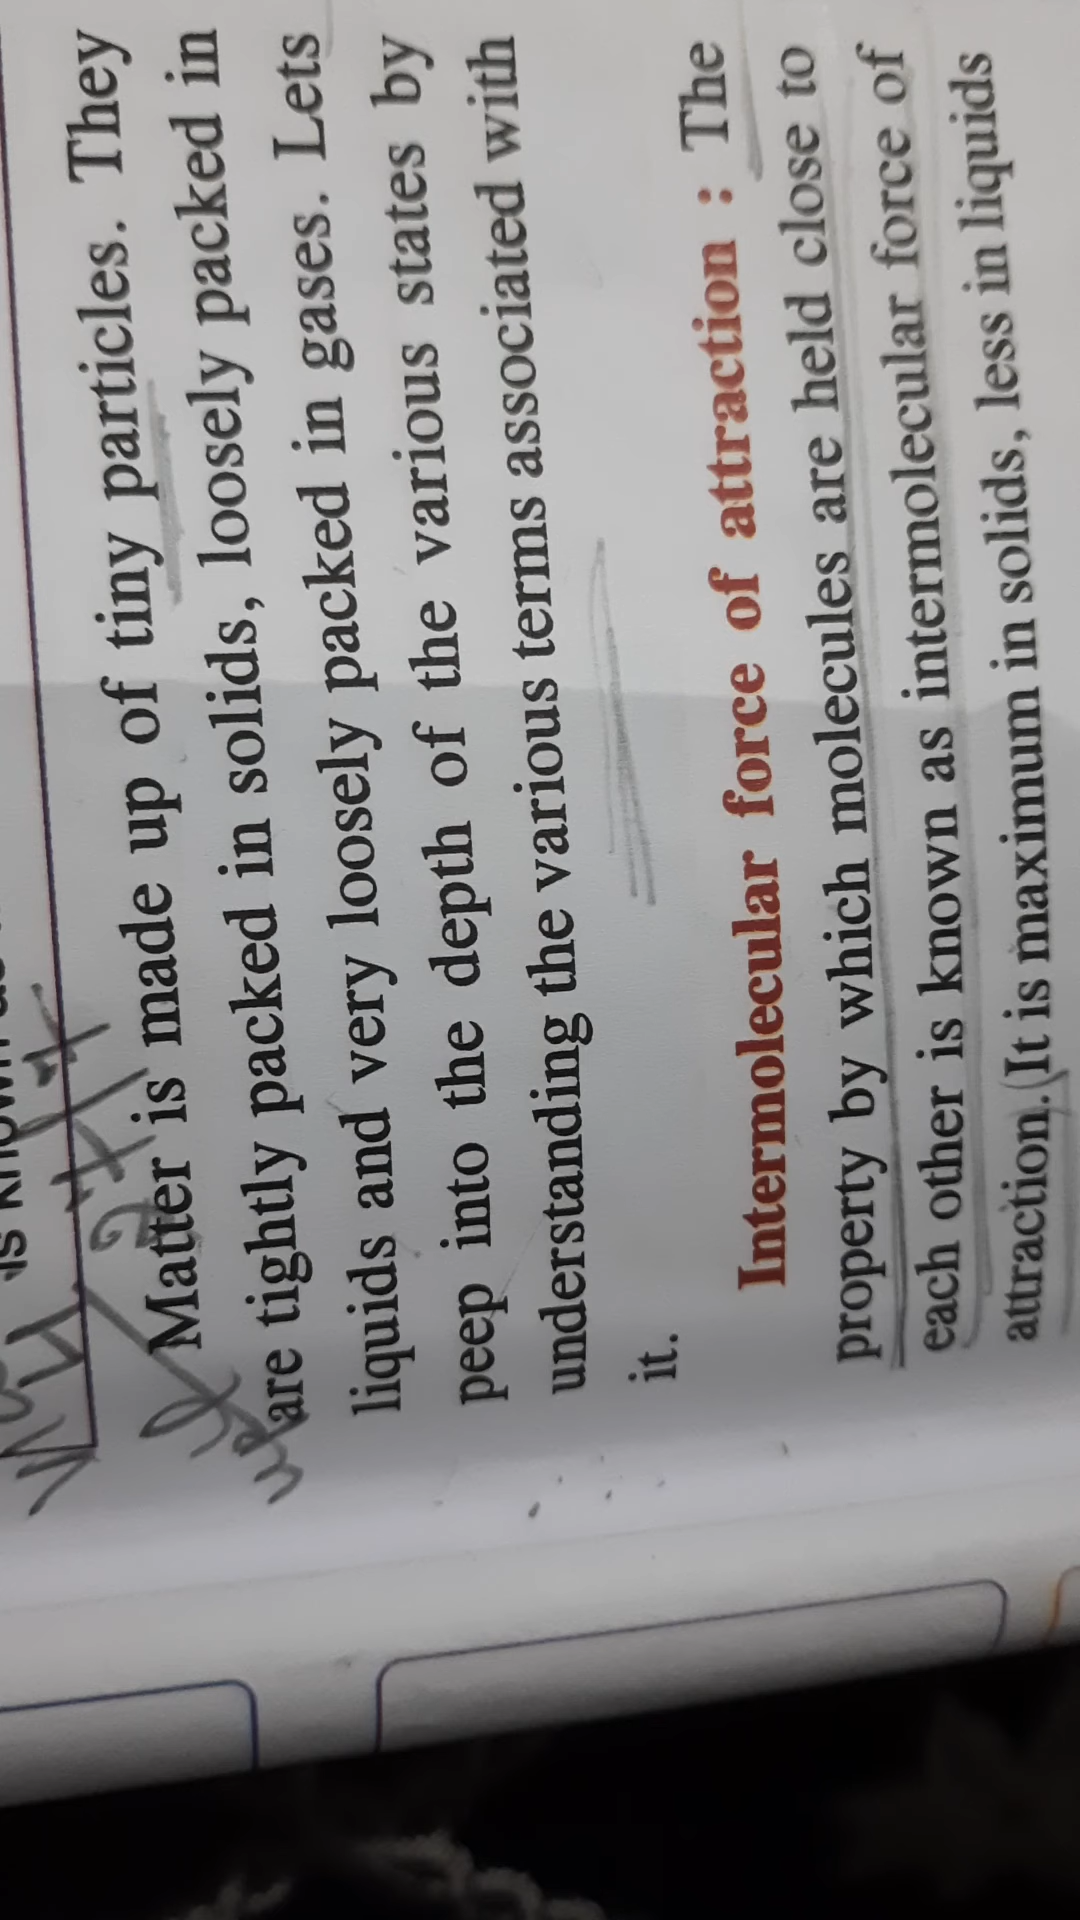 is known
Matter is made up of tiny particles. They
are tightly packed in solids, loosely packed in
liquids and very loosely packed in gases. Lets
peep into the depth of the various states by
understanding the various terms associated with
it.
Intermolecular force of attraction : The
property by which molecules are held close to
each other is known as intermolecular force of
attraction. (It is maximum in solids, less in liquids